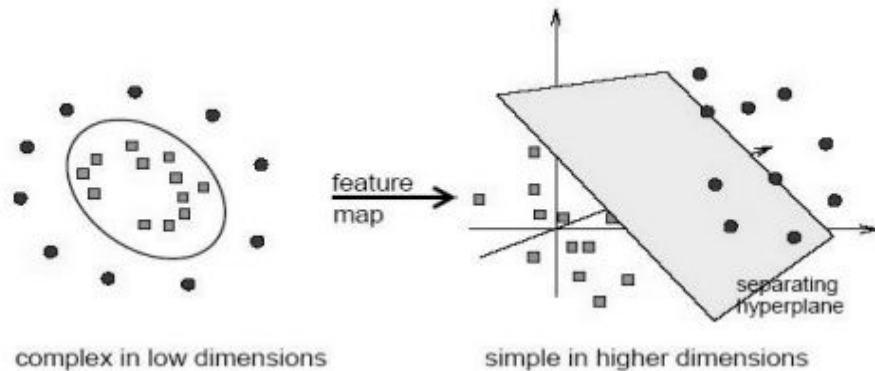 feature
map
separating
hyperplane
complex in low dimensions
simple in higher dimensions